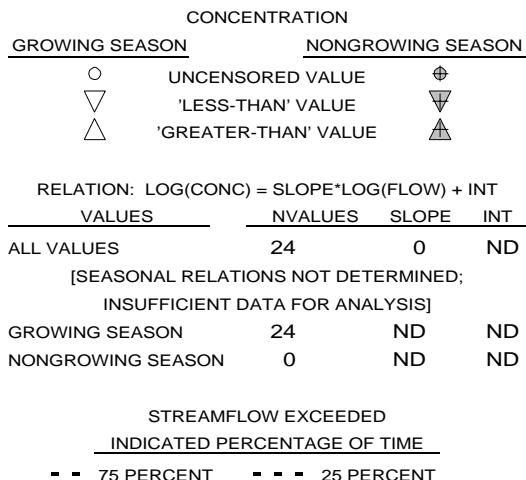 CONCENTRATION
GROWING SEASON NONGROWING SEASON
UNCENSORED VALUE
'LESS-THAN' VALUE
'GREATER-THAN' VALUE
RELATION: LOG(CONC) = SLOPE*LOG(FLOW) + INT
VALUES NVALUES SLOPE INT
ALL VALUES 24 0 ND
[SEASONAL RELATIONS NOT DETERMINED;
INSUFFICIENT DATA FOR ANALYSIS]
GROWING SEASON 24 ND ND
NONGROWING SEASON 0 ND ND
STREAMFLOW EXCEEDED
INDICATED PERCENTAGE OF TIME
75 PERCENT 25 PERCENT